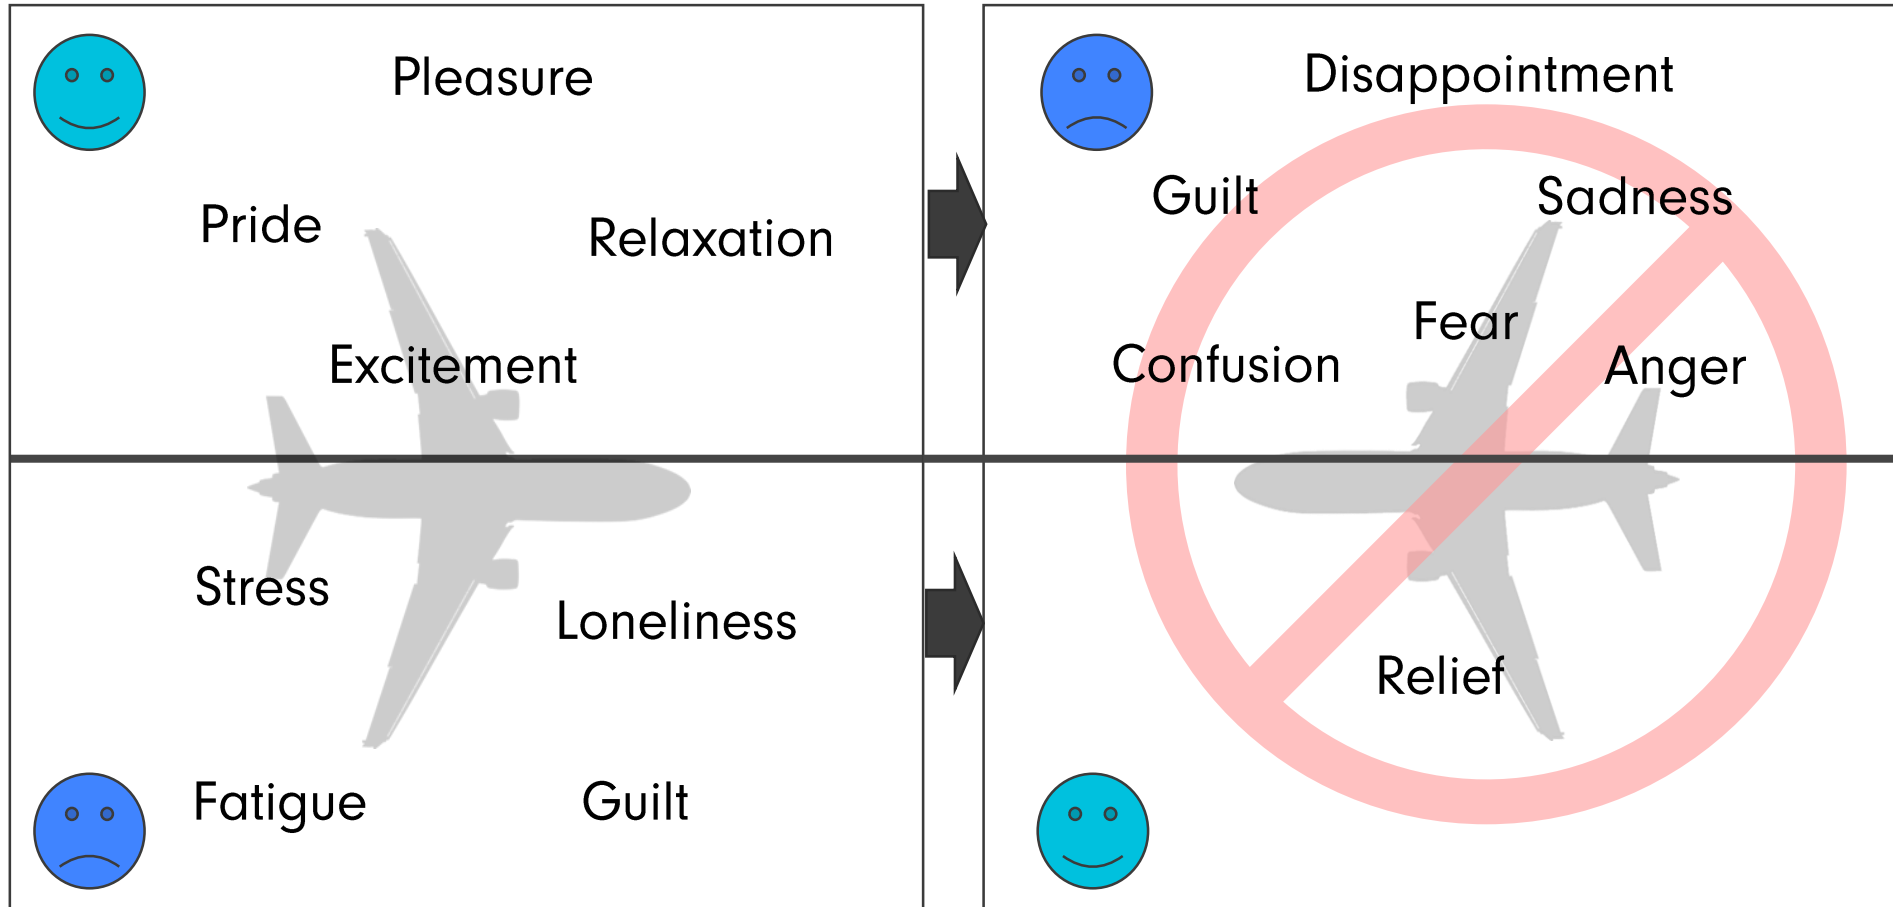 Pleasure
Pride
Relaxation
Excitement
Stress
Loneliness
Fatigue
Guilt
Disappointment
Guilt
Sadness
Fear
Confusion
Anger
Relief